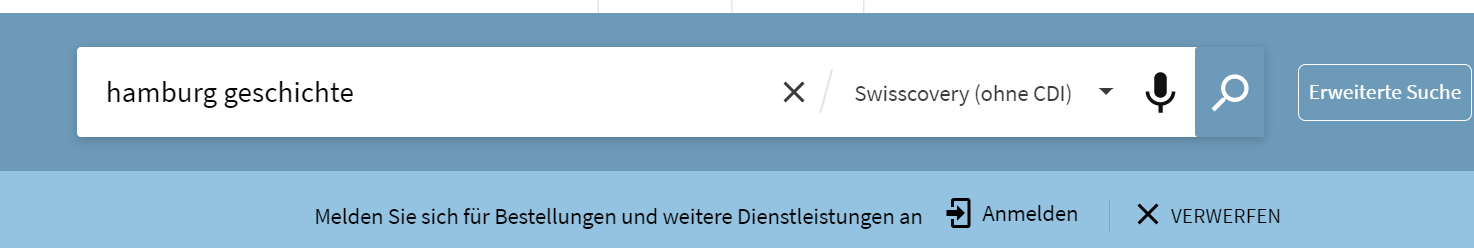 hamburg geschichte
Swisscovery (ohne CDI)
Erweiterte Suche
Melden Sie sich für Bestellungen und weitere Dienstleistungen an
Anmelden
VERWERFEN